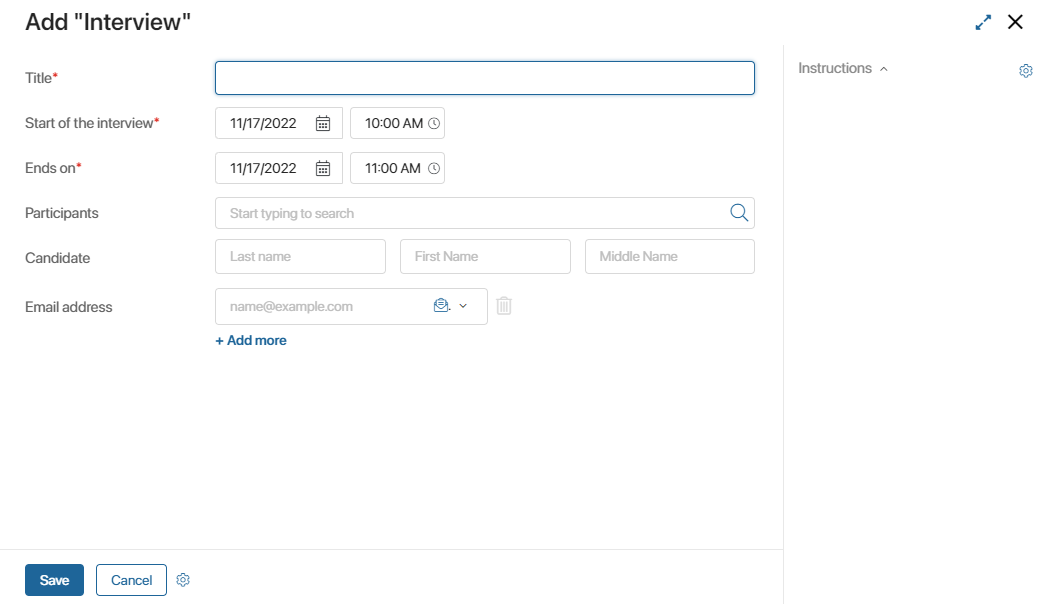 Add "Interview"
Instructions
Title*
Start of the interview* 11/17/2022 10:00 AM
Ends on* 11/17/2022 11:00 AM
Participants Start typing to search
Candidate Last name First Name Middle Name
Email address name@example.com
+ Add more
Save Cancel